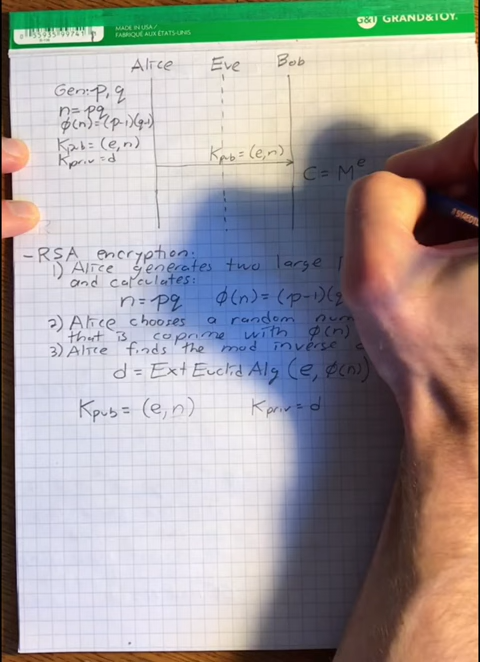 GRAND&TOY.
MADE IN USA /
FABRIQUÉ AUX ÉTATS-UNIS.
Alice Eve Bob
Gen: p, q
n = pq
φ(n) = (p-1)(q-1)
Kpub = (e, n)
Kpriv = d
Kpub = (e, n)
C = M^e
STAEDTL
- RSA encryption:
1) Alice generates two large
and calculates:
n = pq φ(n) = (p-1)(q
2) Alice chooses a random num
that is coprime with φ(n)
3) Alice finds the mod inverse
d = Ext Euclid Alg (e, φ(n))
Kpub = (e, n) Kpriv = d